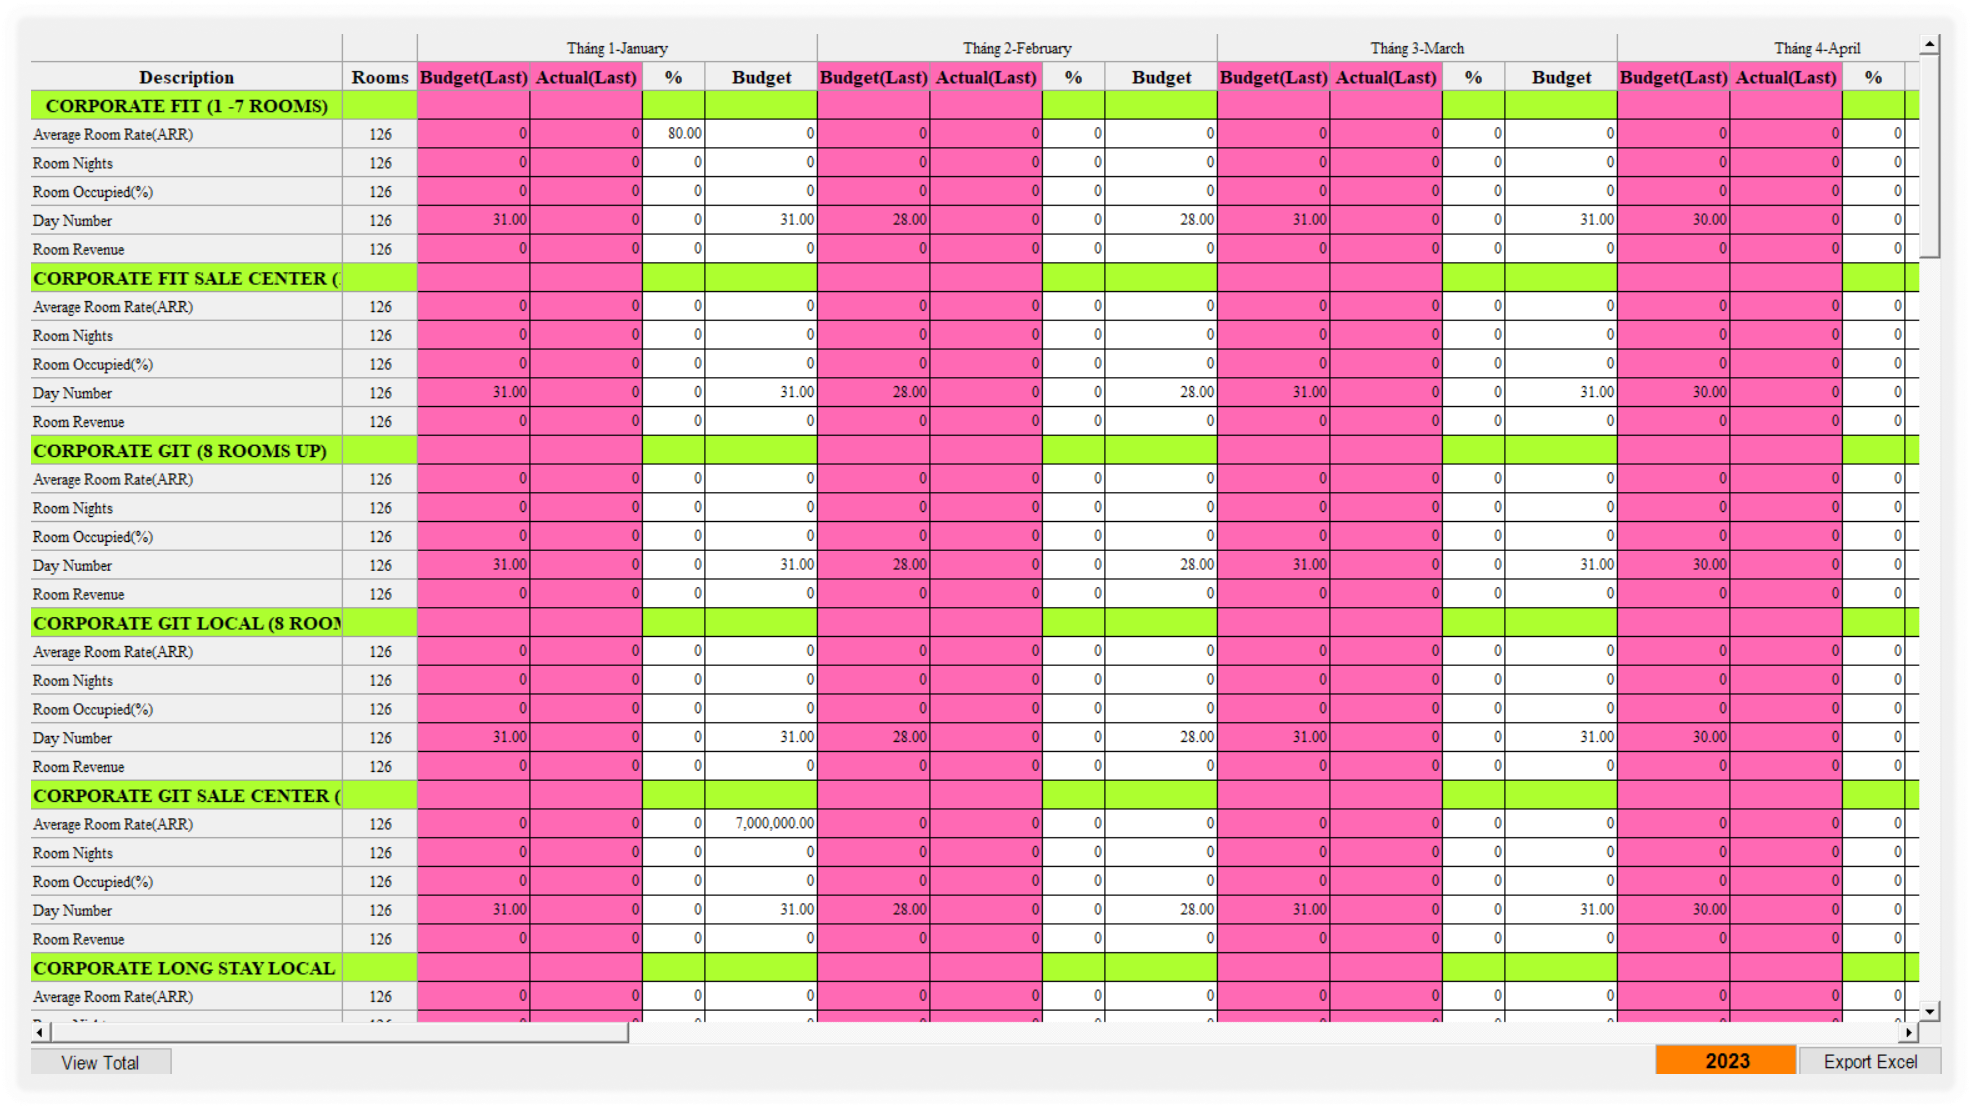 Tháng 1-January Tháng 2-February Tháng 3-March Tháng 4-April
Description Rooms Budget(Last) Actual(Last) % Budget Budget(Last) Actual(Last) % Budget Budget(Last) Actual(Last) % Budget Budget(Last) Actual(Last) %
CORPORATE FIT (1 -7 ROOMS)
Average Room Rate(ARR) 126 0 0 80.00 0 0 0 0 0 0 0 0 0 0 0 0
Room Nights 126 0 0 0 0 0 0 0 0 0 0 0 0 0 0 0
Room Occupied(%) 126 0 0 0 0 0 0 0 0 0 0 0 0 0 0 0
Day Number 126 31.00 0 0 31.00 28.00 0 0 28.00 31.00 0 0 31.00 30.00 0 0
Room Revenue 126 0 0 0 0 0 0 0 0 0 0 0 0 0 0 0
CORPORATE FIT SALE CENTER (
Average Room Rate(ARR) 126 0 0 0 0 0 0 0 0 0 0 0 0 0 0 0
Room Nights 126 0 0 0 0 0 0 0 0 0 0 0 0 0 0 0
Room Occupied(%) 126 0 0 0 0 0 0 0 0 0 0 0 0 0 0 0
Day Number 126 31.00 0 0 31.00 28.00 0 0 28.00 31.00 0 0 31.00 30.00 0 0
Room Revenue 126 0 0 0 0 0 0 0 0 0 0 0 0 0 0 0
CORPORATE GIT (8 ROOMS UP)
Average Room Rate(ARR) 126 0 0 0 0 0 0 0 0 0 0 0 0 0 0 0
Room Nights 126 0 0 0 0 0 0 0 0 0 0 0 0 0 0 0
Room Occupied(%) 126 0 0 0 0 0 0 0 0 0 0 0 0 0 0 0
Day Number 126 31.00 0 0 31.00 28.00 0 0 28.00 31.00 0 0 31.00 30.00 0 0
Room Revenue 126 0 0 0 0 0 0 0 0 0 0 0 0 0 0 0
CORPORATE GIT LOCAL (8 ROOM
Average Room Rate(ARR) 126 0 0 0 0 0 0 0 0 0 0 0 0 0 0 0
Room Nights 126 0 0 0 0 0 0 0 0 0 0 0 0 0 0 0
Room Occupied(%) 126 0 0 0 0 0 0 0 0 0 0 0 0 0 0 0
Day Number 126 31.00 0 0 31.00 28.00 0 0 28.00 31.00 0 0 31.00 30.00 0 0
Room Revenue 126 0 0 0 0 0 0 0 0 0 0 0 0 0 0 0
CORPORATE GIT SALE CENTER (
Average Room Rate(ARR) 126 0 0 0 7,000,000.00 0 0 0 0 0 0 0 0 0 0 0
Room Nights 126 0 0 0 0 0 0 0 0 0 0 0 0 0 0 0
Room Occupied(%) 126 0 0 0 0 0 0 0 0 0 0 0 0 0 0 0
Day Number 126 31.00 0 0 31.00 28.00 0 0 28.00 31.00 0 0 31.00 30.00 0 0
Room Revenue 126 0 0 0 0 0 0 0 0 0 0 0 0 0 0 0
CORPORATE LONG STAY LOCAL
Average Room Rate(ARR) 126 0 0 0 0 0 0 0 0 0 0 0 0 0 0 0
View Total 2023 Export Excel